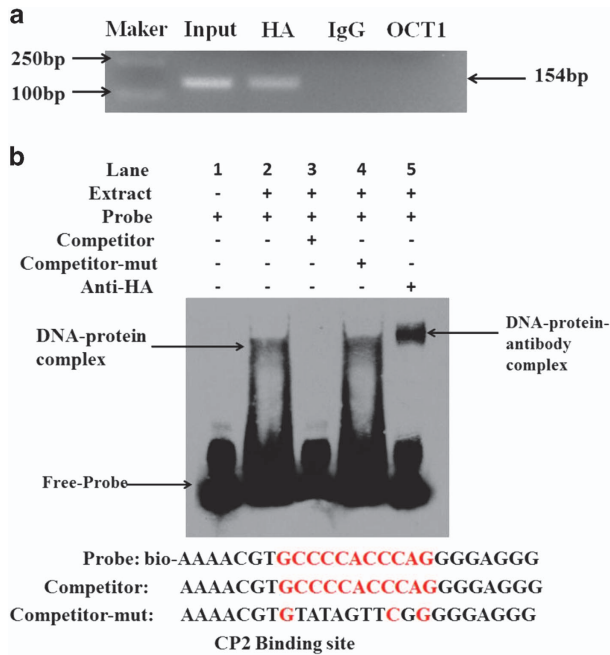 a
Maker Input HA IgG OCT1
250bp
100bp
154bp
b
Lane 1 2 3 4 5
Extract - + + + +
Probe + + + + +
Competitor - - + - -
Competitor-mut - - - + -
Anti-HA - - - - +
DNA-protein
complex
DNA-protein-
antibody
complex
Free-Probe
Probe: bio-AAAACGTGCCCCACCCAGGGGAGGG
Competitor: AAAACGTGCCCCACCCAGGGGAGGG
Competitor-mut: AAAACGTGTATAGTTCGGGGGAGGG
CP2 Binding site